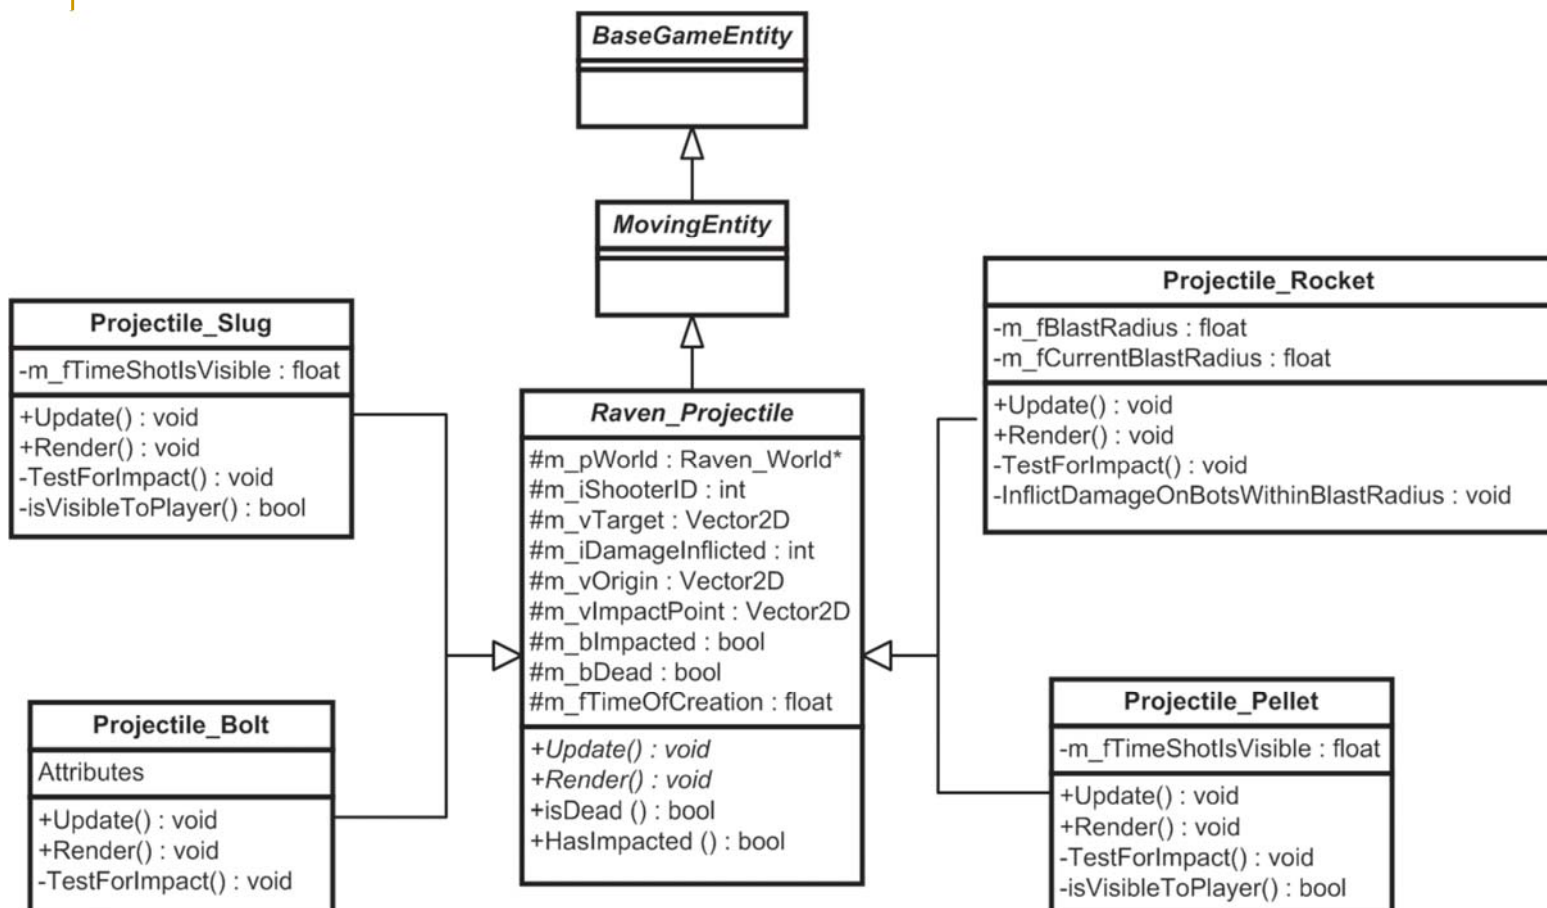 BaseGameEntity
MovingEntity
Projectile_Slug
-m_fTimeShotIsVisible : float
+Update() : void
+Render() : void
-TestForImpact() : void
-isVisibleToPlayer() : bool
Projectile_Bolt
Attributes
+Update() : void
+Render() : void
-TestForImpact() : void
Raven_Projectile
#m_pWorld : Raven_World*
#m_iShooterID : int
#m_vTarget : Vector2D
#m_iDamageInflicted : int
#m_vOrigin : Vector2D
#m_vImpactPoint : Vector2D
#m_bImpacted : bool
#m_bDead : bool
#m_fTimeOfCreation : float
+Update() : void
+Render() : void
+isDead () : bool
+HasImpacted () : bool
Projectile_Rocket
-m_fBlastRadius : float
-m_fCurrentBlastRadius : float
+Update() : void
+Render() : void
-TestForImpact() : void
-InflictDamageOnBotsWithinBlastRadius : void
Projectile_Pellet
-m_fTimeShotIsVisible : float
+Update() : void
+Render() : void
-TestForImpact() : void
-isVisibleToPlayer() : bool